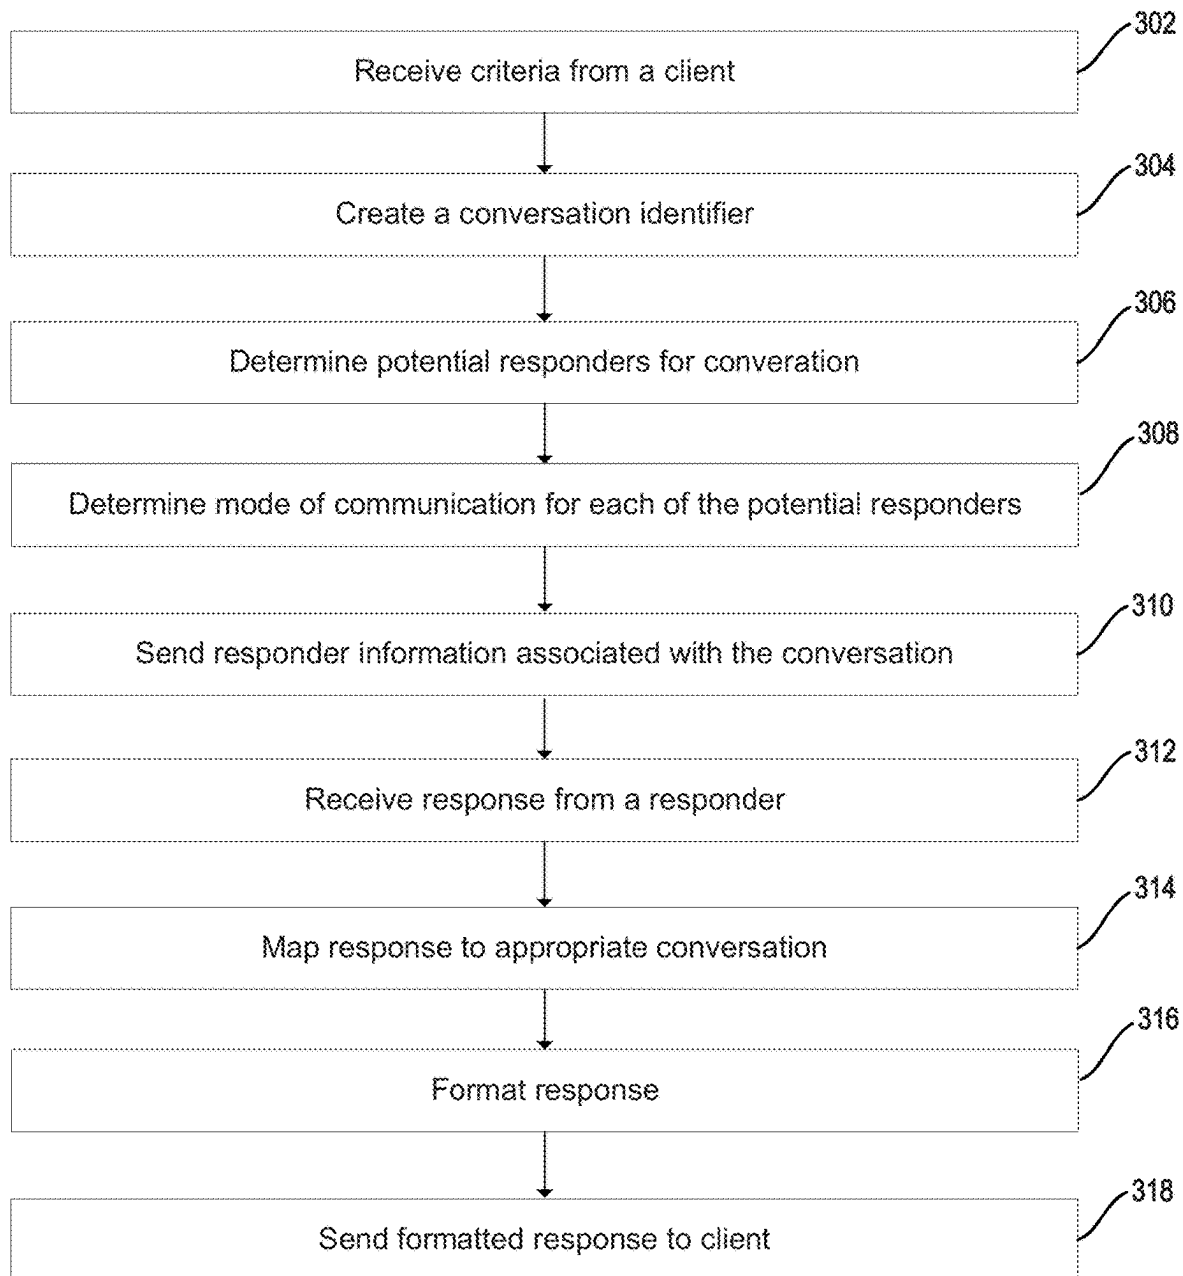 302
Receive criteria from a client
304
Create a conversation identifier
306
Determine potential responders for converation
308
Determine mode of communication for each of the potential responders
310
Send responder information associated with the conversation
312
Receive response from a responder
314
Map response to appropriate conversation
316
Format response
318
Send formatted response to client